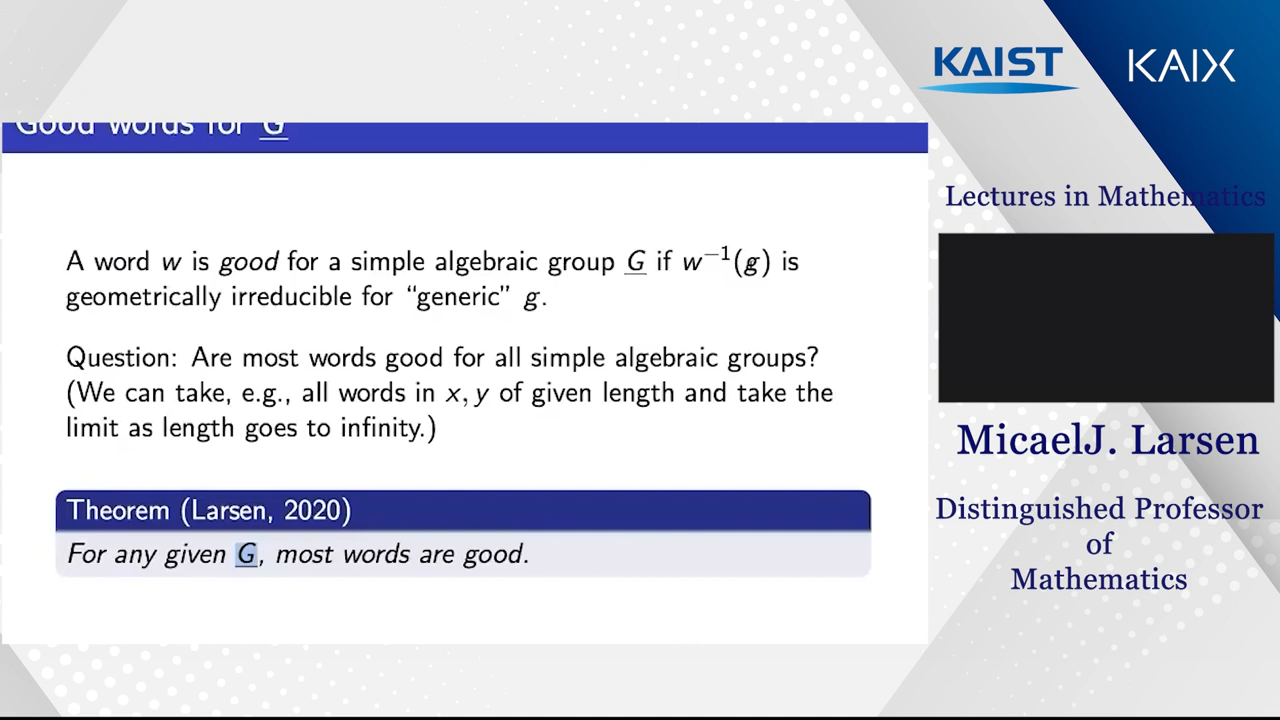 Good words for G
KAIST KAIX
A word w is good for a simple algebraic group G if w⁻¹(g) is
geometrically irreducible for “generic” g.
Question: Are most words good for all simple algebraic groups?
(We can take, e.g., all words in x, y of given length and take the
limit as length goes to infinity.)
Theorem (Larsen, 2020)
For any given G, most words are good.
Lectures in Mathematics
MicaelJ. Larsen
Distinguished Professor
of
Mathematics